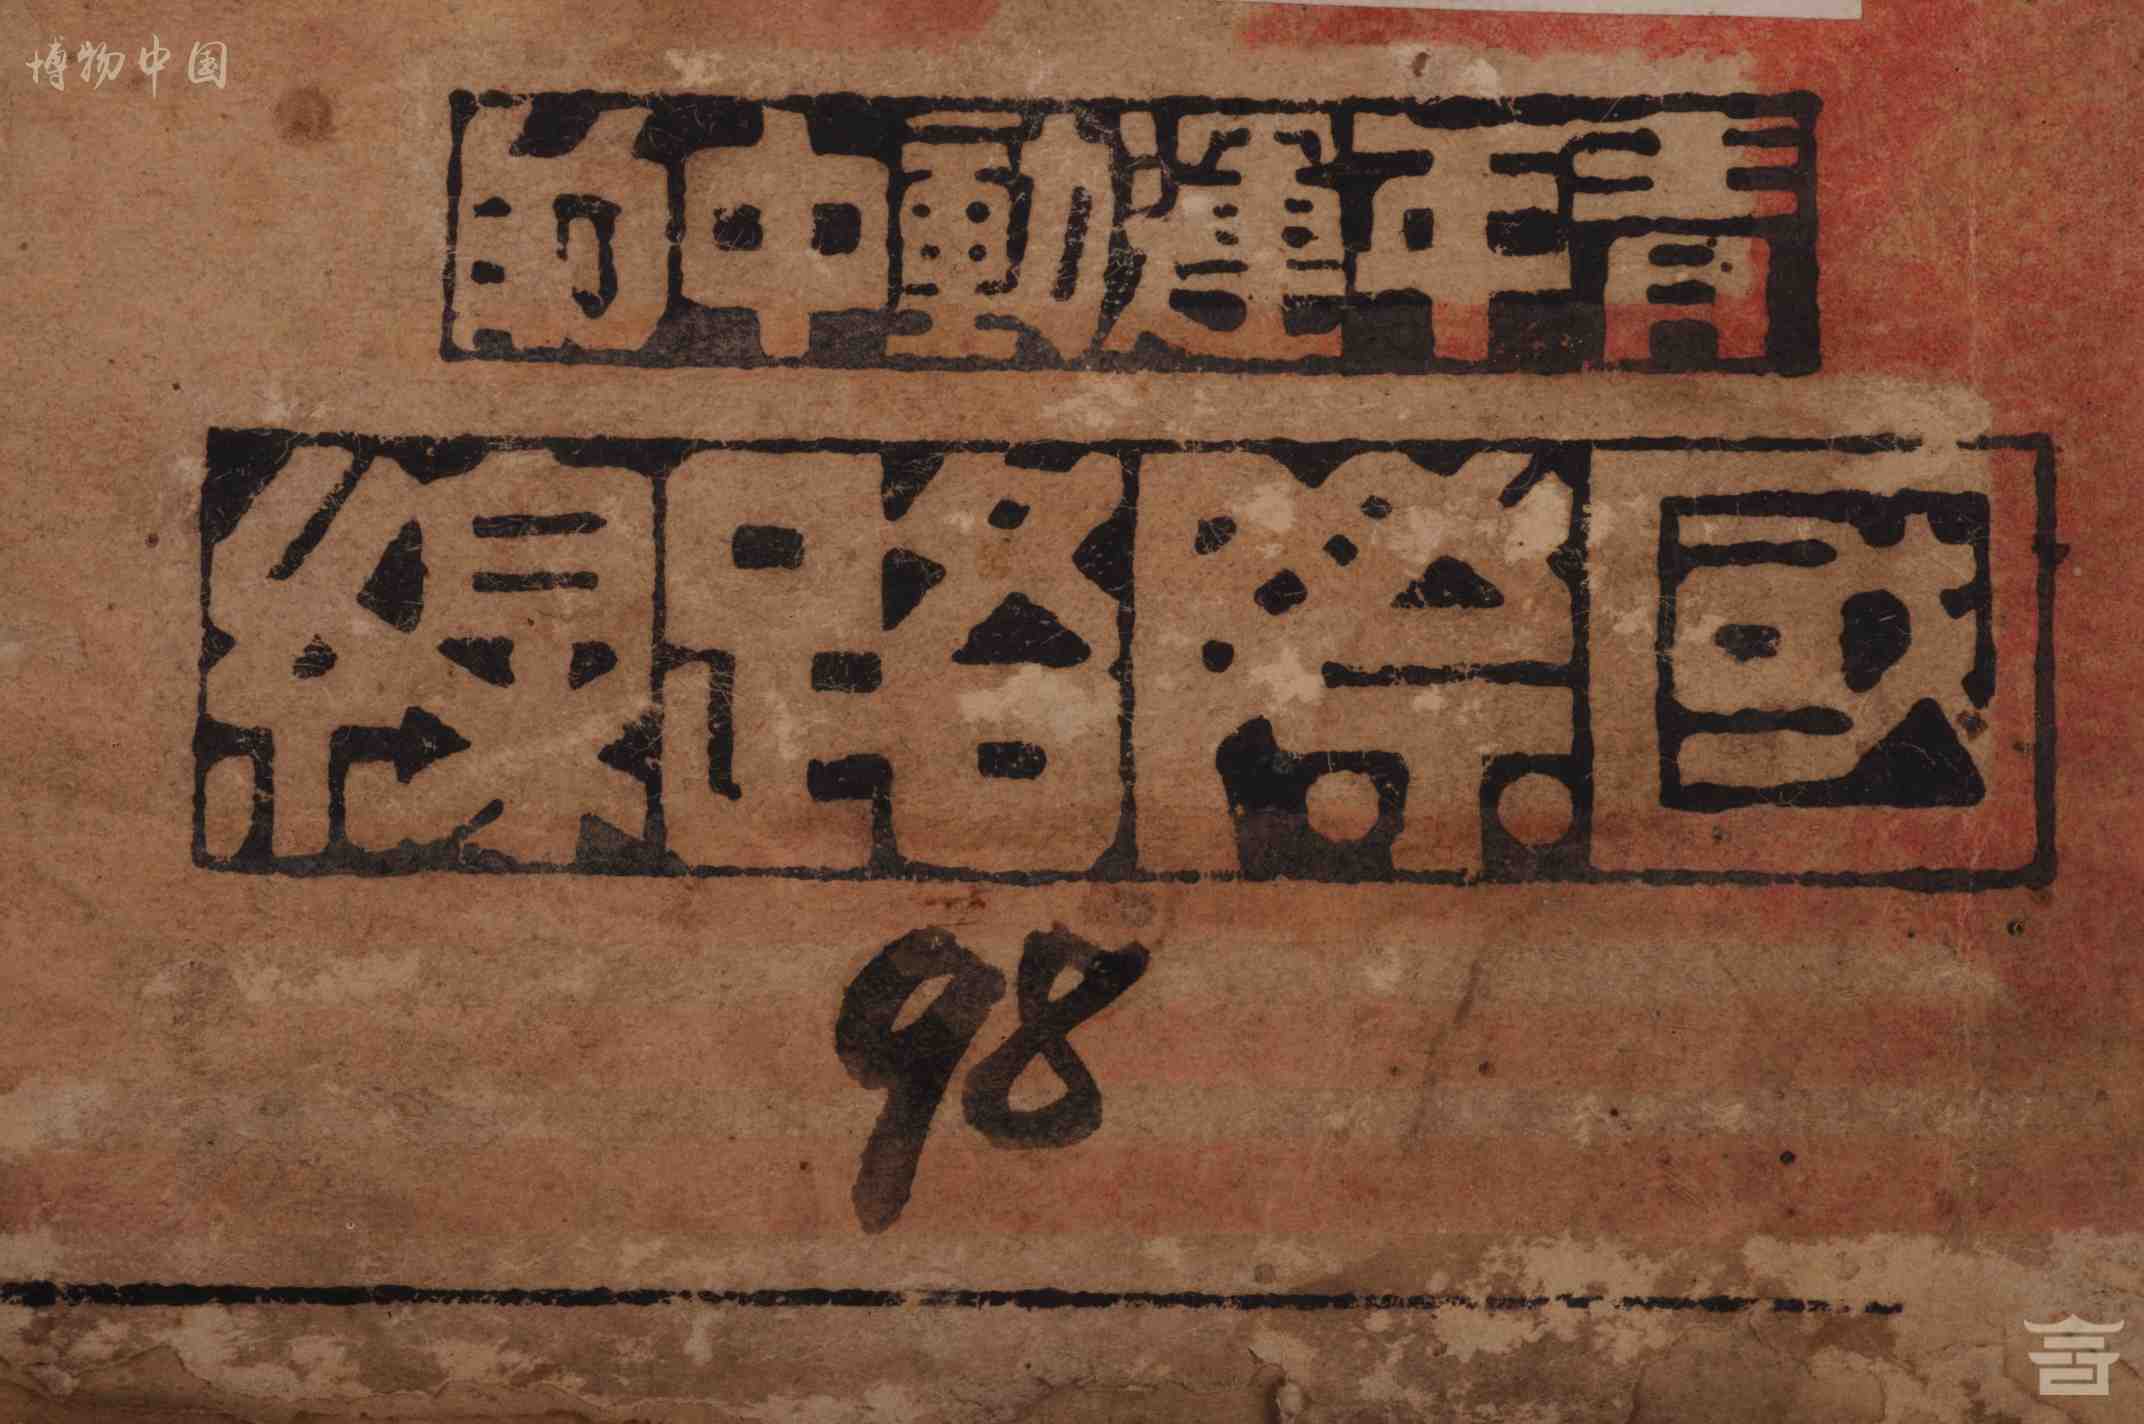 博物中国
青年運動中的
國際路線
98